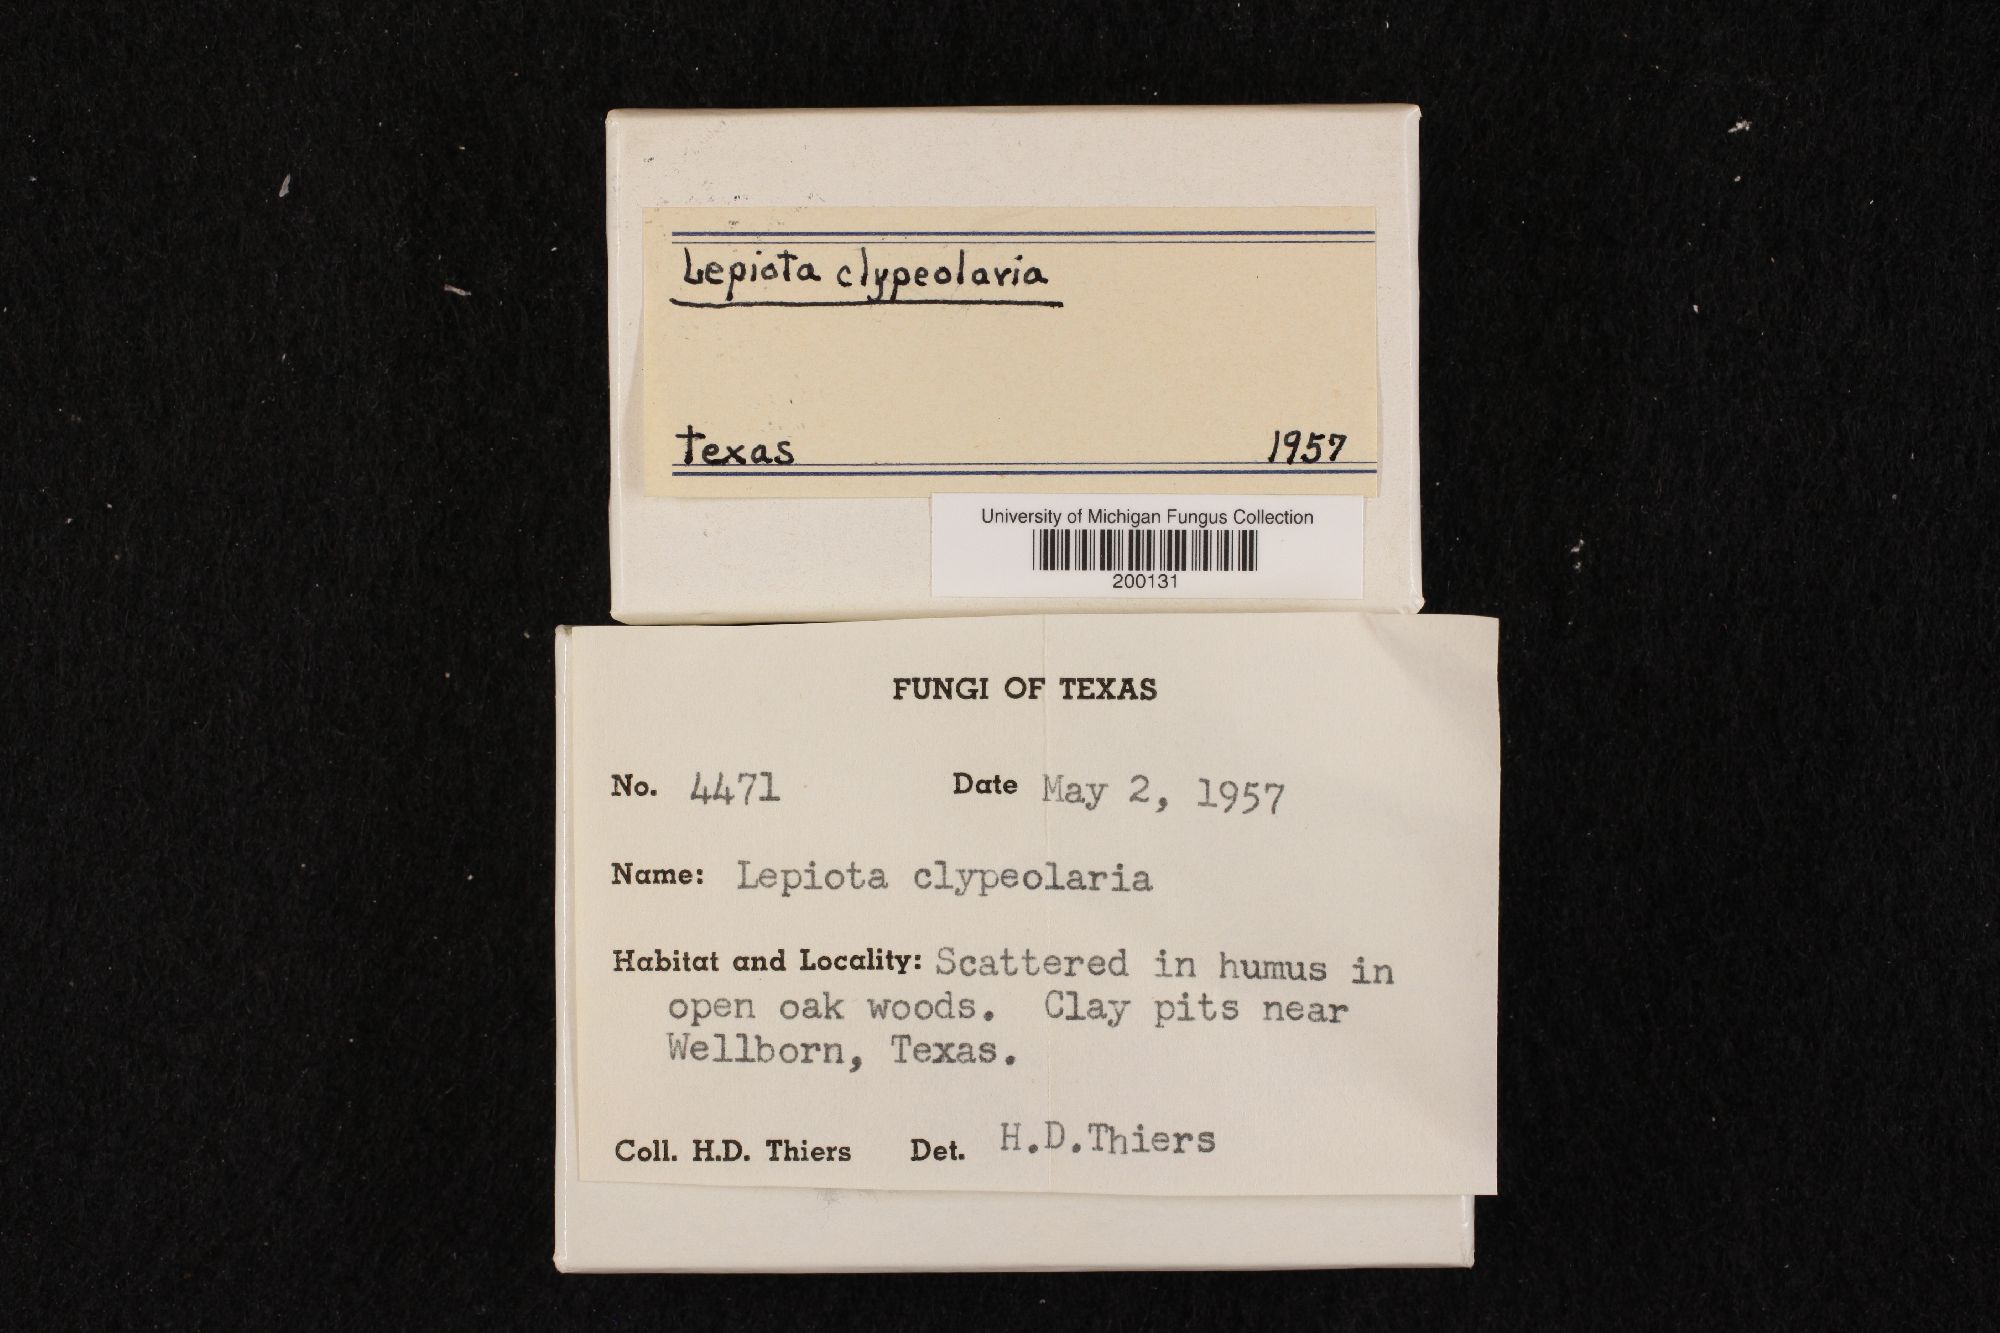 Lepiota clypeolaria
Texas 1957
University of Michigan Fungus Collection
200131
FUNGI OF TEXAS
No. 4471 Date May 2, 1957
Name: Lepiota clypeolaria
Habitat and Locality: Scattered in humus in
open oak woods. Clay pits near
Wellborn, Texas.
Coll. H.D. Thiers Det. H.D.Thiers